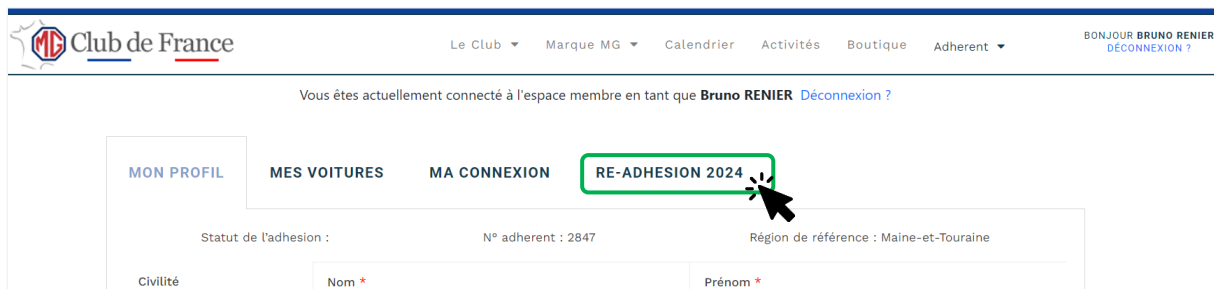 MG Club de France
Le Club
Marque MG
Calendrier
Activités
Boutique
Adherent
BONJOUR BRUNO RENIER
DÉCONNEXION ?
Vous êtes actuellement connecté à l'espace membre en tant que Bruno RENIER Déconnexion ?
MON PROFIL
MES VOITURES
MA CONNEXION
RE-ADHESION 2024
Statut de l'adhesion :
N° adherent : 2847
Région de référence : Maine-et-Touraine
Civilité
Nom *
Prénom *